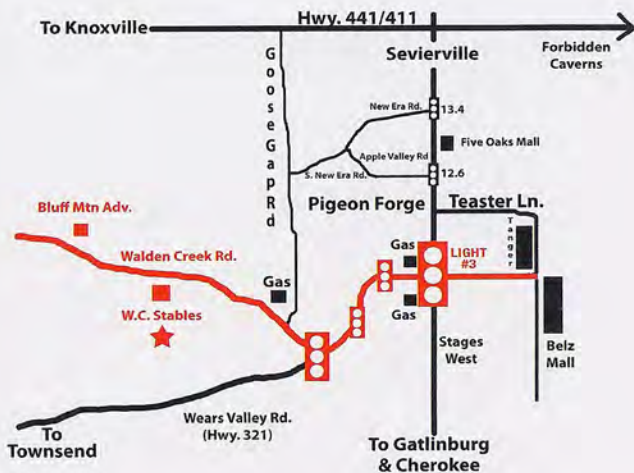 Hwy. 441/411
To Knoxville
Sevierville
Forbidden
Caverns
Goose Gap Rd
New Era Rd.
13.4
Five Oaks Mall
Apple Valley Rd
S. New Era Rd.
12.6
Pigeon Forge
Teaster Ln.
Bluff Mtn Adv.
Tanger
Walden Creek Rd.
Gas
LIGHT
#3
Gas
W.C. Stables
Gas
Stages
West
Belz
Mall
Wears Valley Rd.
(Hwy. 321)
To
Townsend
To Gatlinburg
& Cherokee